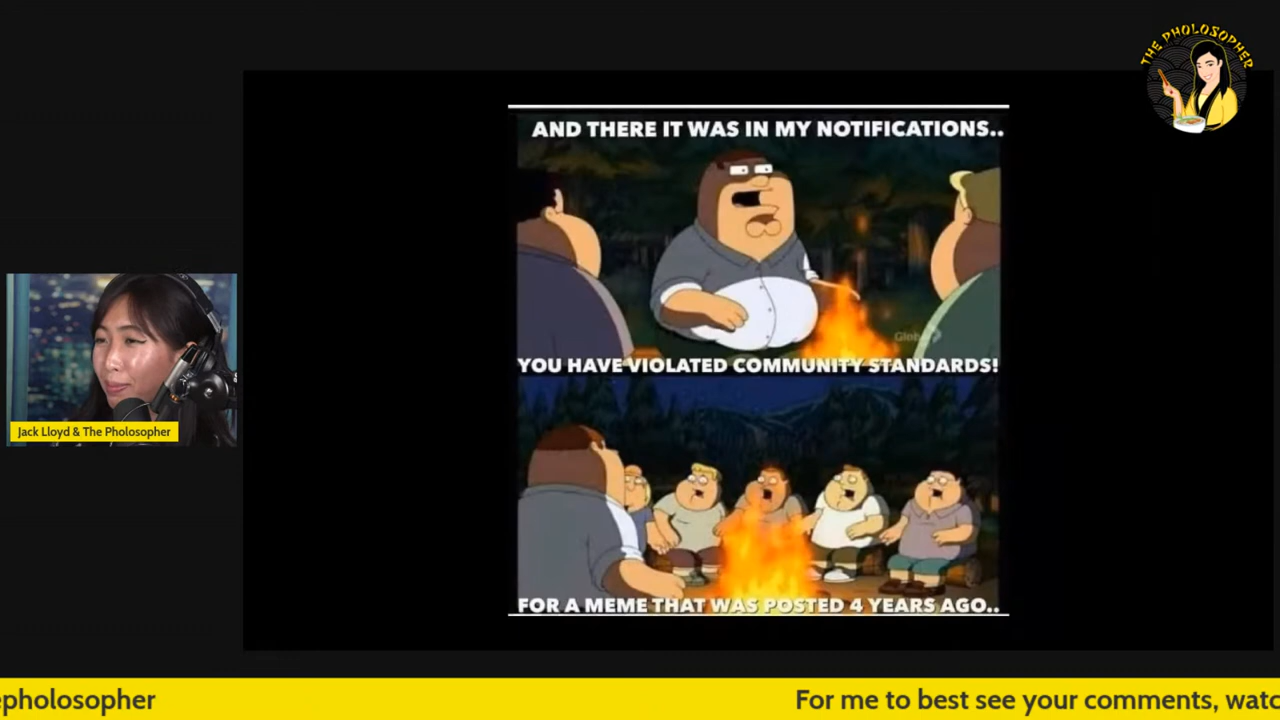 THE PHOLOSOPHER
AND THERE IT WAS IN MY NOTIFICATIONS..
Global
YOU HAVE VIOLATED COMMUNITY STANDARDS!
Jack Lloyd & The Pholosopher
FOR A MEME THAT WAS POSTED 4 YEARS AGO..
epholosopher
For me to best see your comments, watc